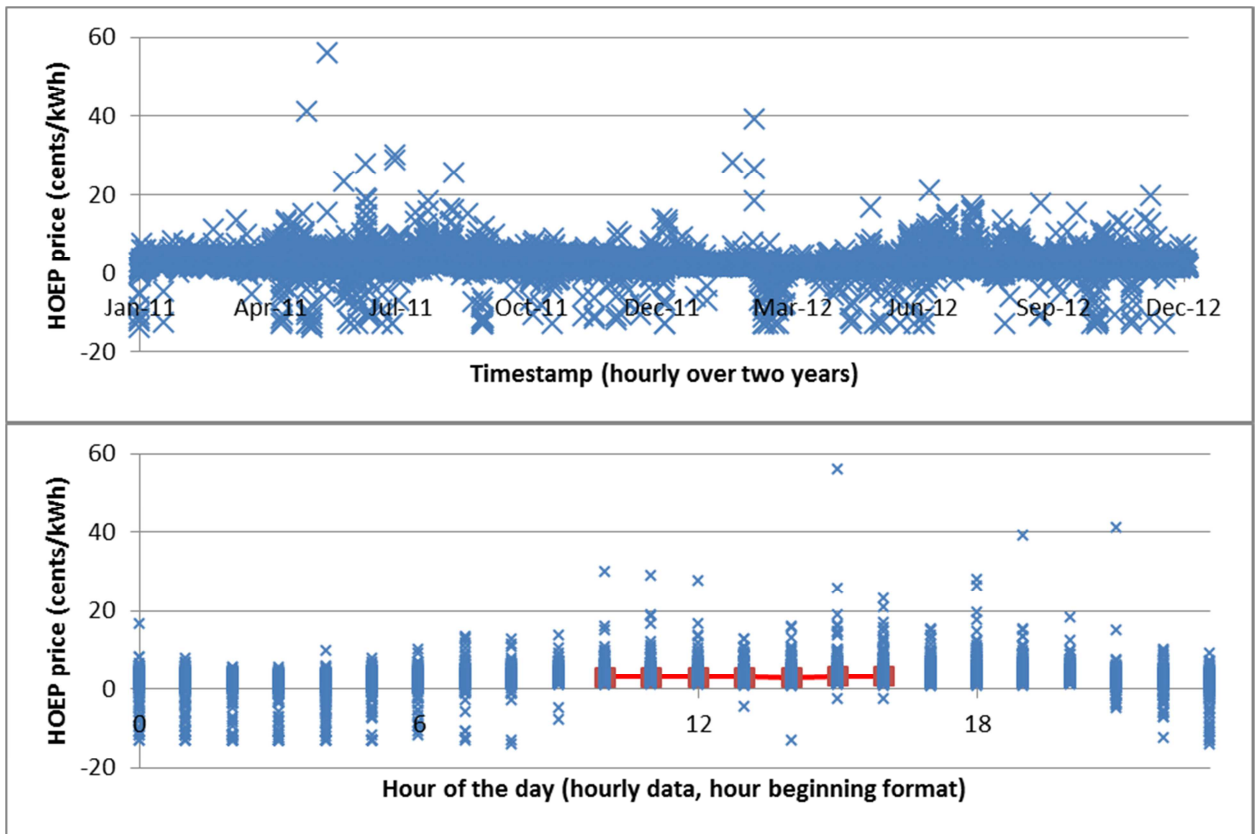 HOEP price (cents/kWh)
60
40
20
0
-20
Jan-11 Apr-11 Jul-11 Oct-11 Dec-11 Mar-12 Jun-12 Sep-12 Dec-12
Timestamp (hourly over two years)
HOEP price (cents/kWh)
60
40
20
0
-20
0 6 12 18
Hour of the day (hourly data, hour beginning format)